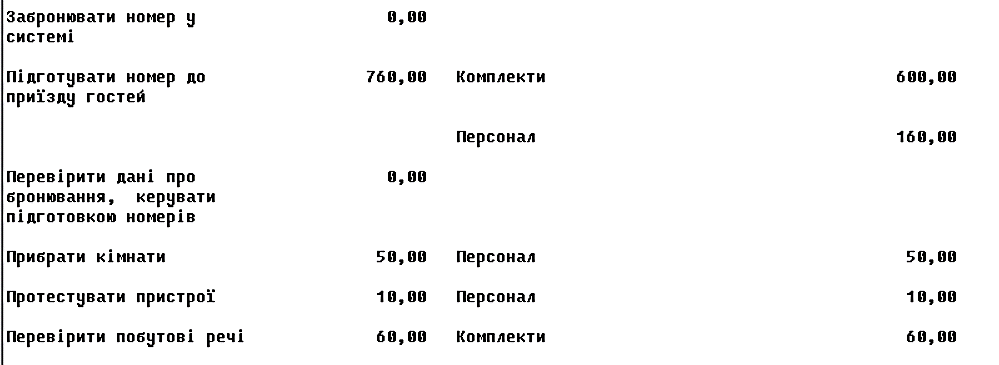 Забронювати номер у 0,00
системі
Підготувати номер до 760,00 Комплекти 600,00
приїзду гостей
Персонал 160,00
Перевірити дані про 0,00
бронювання, керувати
підготовкою номерів
Прибрати кімнати 50,00 Персонал 50,00
Протестувати пристрої 10,00 Персонал 10,00
Перевірити побутові речі 60,00 Комплекти 60,00